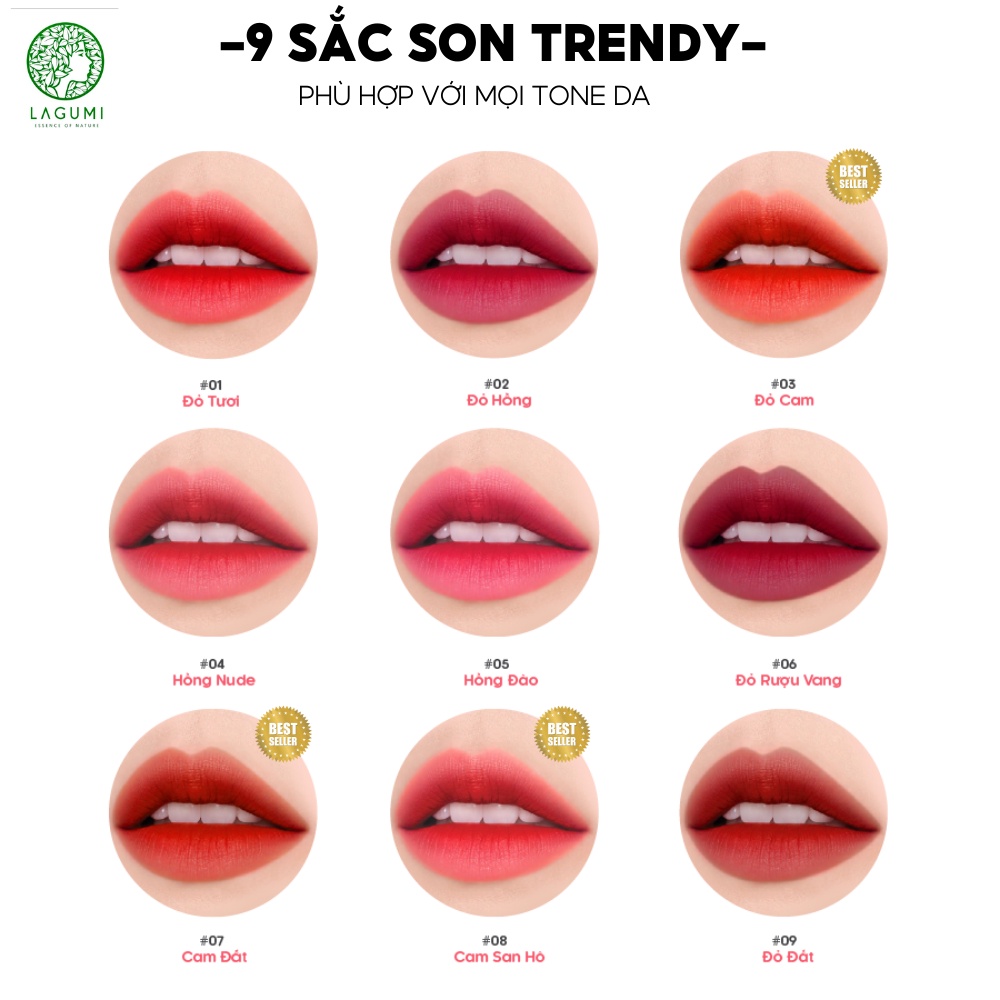 -9 SẮC SON TRENDY-
PHÙ HỢP VỚI MỌI TONE DA
LAGUMI
ESSENCE OF NATURE
BEST
SELLER
#01
Đỏ Tươi
#02
Đỏ Hồng
#03
Đỏ Cam
#04
Hồng Nude
#05
Hồng Đào
#06
Đỏ Rượu Vang
BEST
SELLER
BEST
SELLER
#07
Cam Đất
#08
Cam San Hô
#09
Đỏ Đất